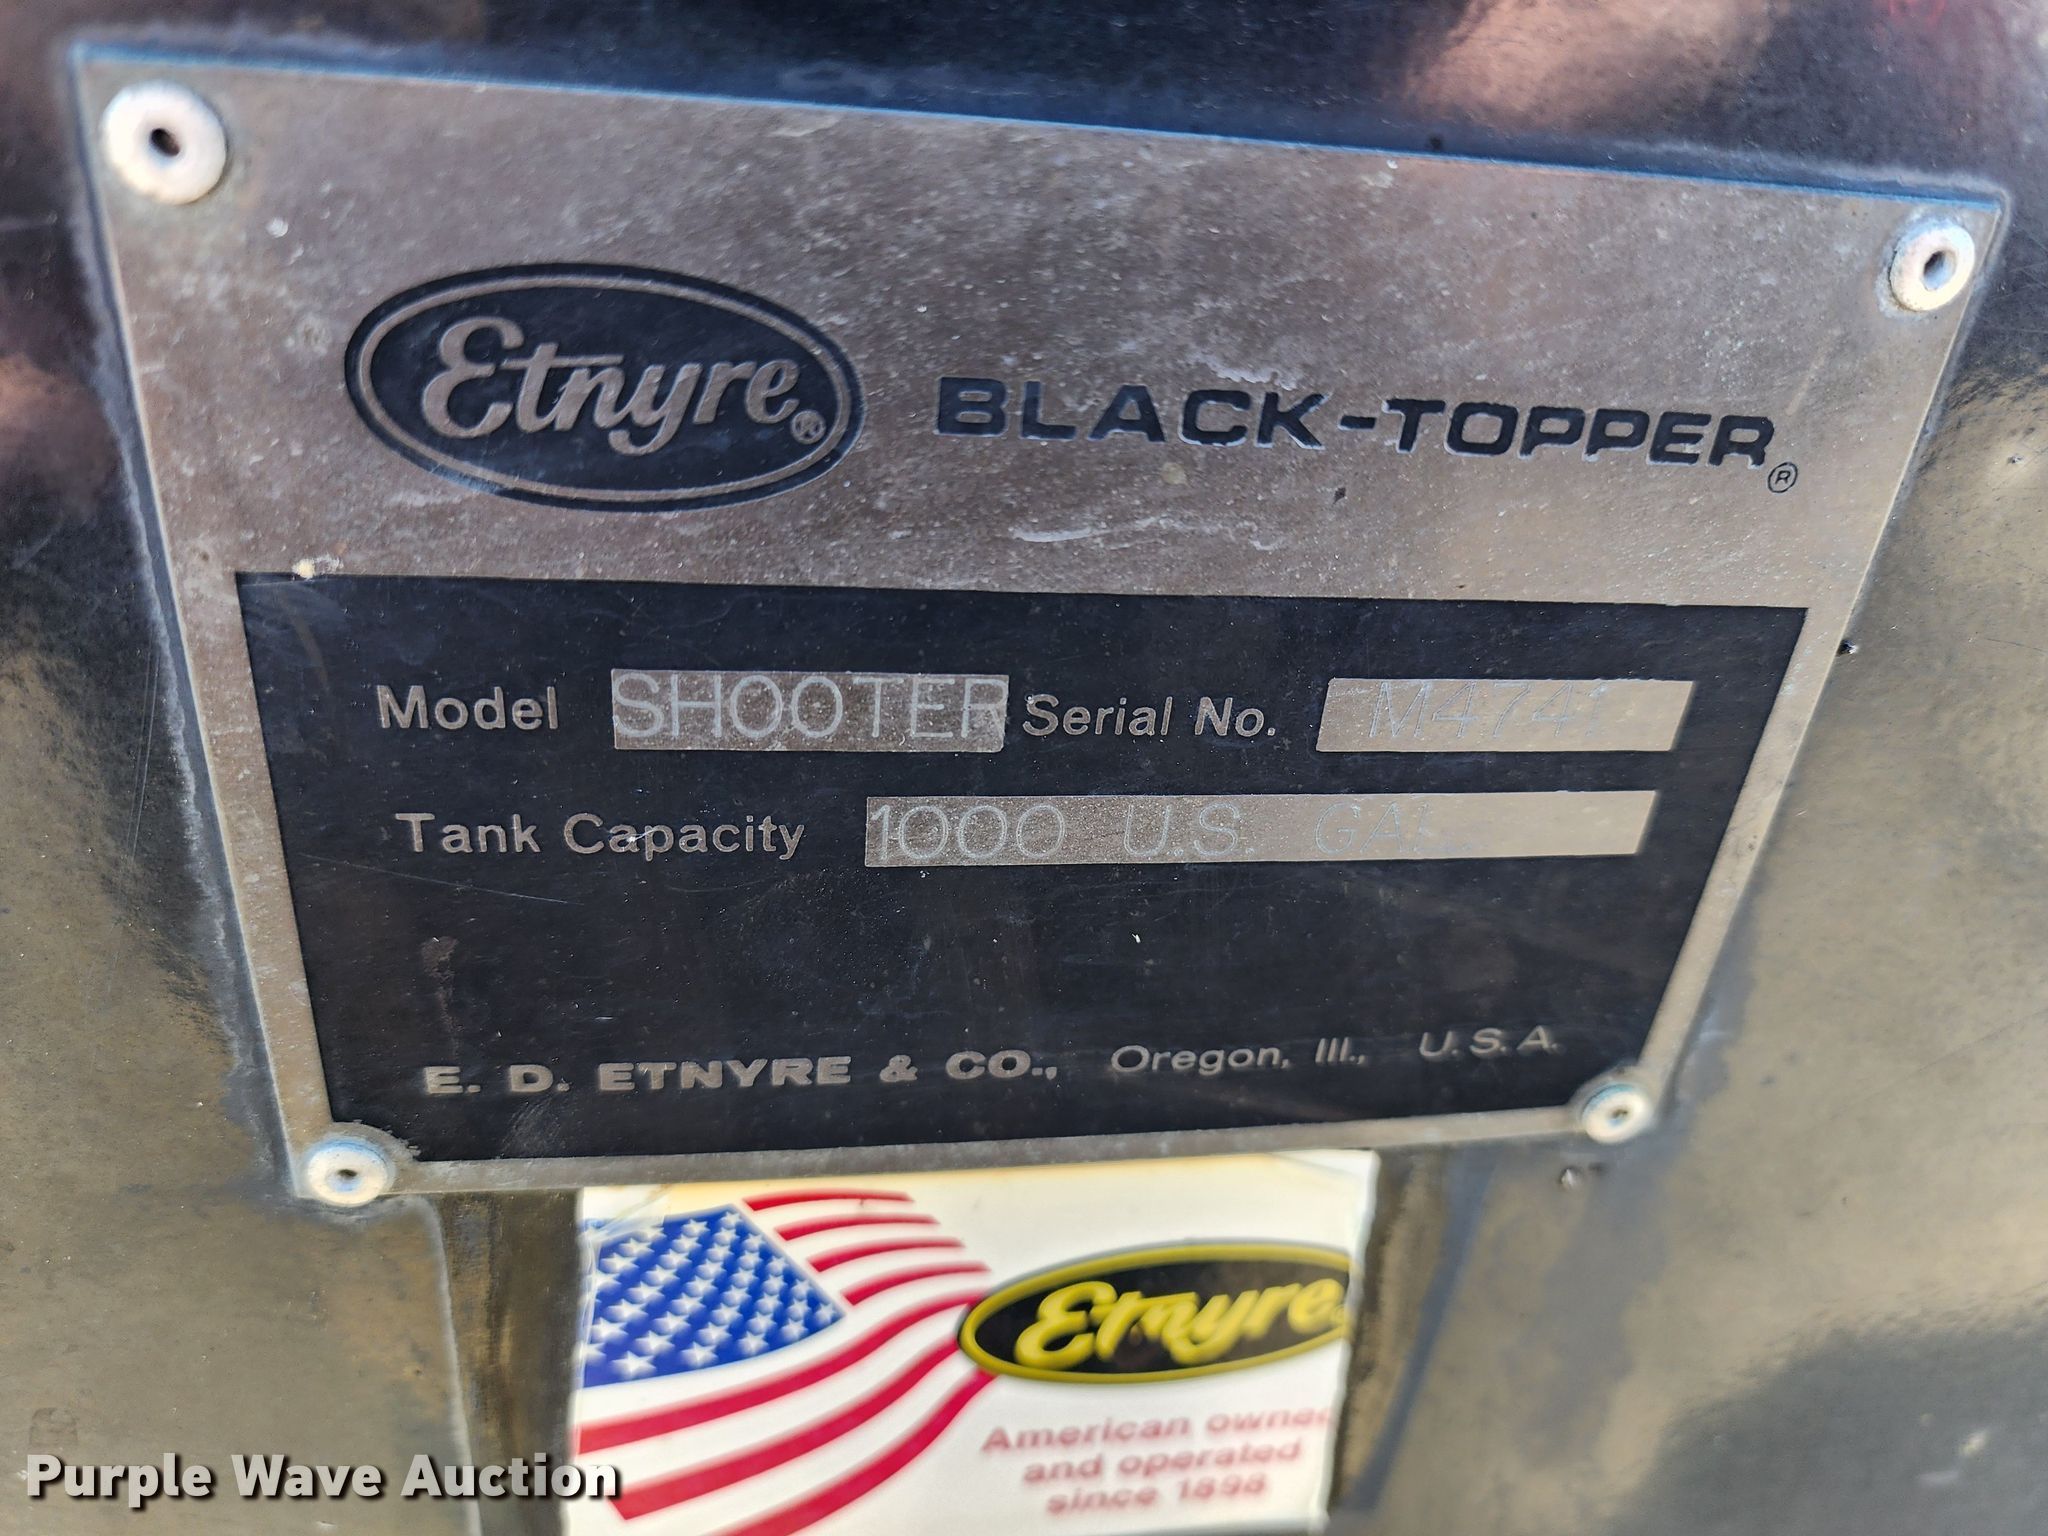 Etnyre®
BLACK-TOPPER®
Model SHOOTER Serial No. M4741
Tank Capacity 1000 U.S. GAL.
E. D. ETNYRE & CO., Oregon, Ill., U.S.A.
Etnyre®
American owned
and operated
since 1898
Purple Wave Auction